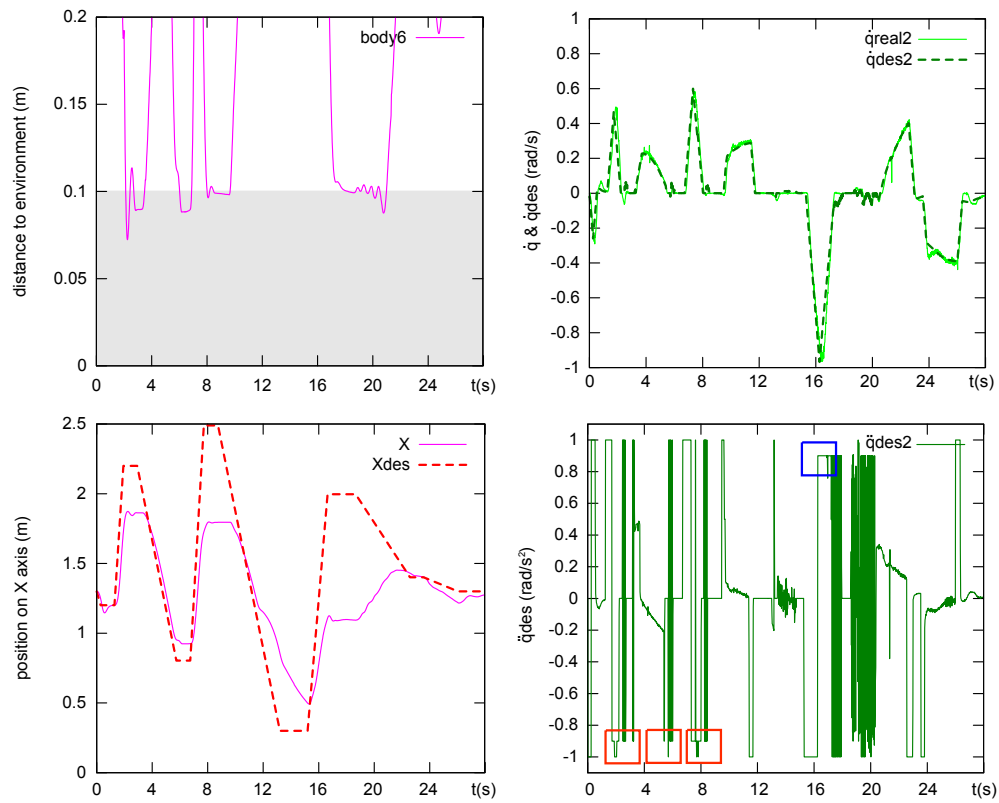 distance to environment (m)
0.2
0.15
0.1
0.05
0
body6
0 4 8 12 16 20 24 t(s)
q̇ & q̇des (rad/s)
1
0.8
0.6
0.4
0.2
0
-0.2
-0.4
-0.6
-0.8
-1
q̇real2
q̇des2
0 4 8 12 16 20 24 t(s)
position on X axis (m)
2.5
2
1.5
1
0.5
0
X
Xdes
0 4 8 12 16 20 24 t(s)
q̈des (rad/s²)
1
0.8
0.6
0.4
0.2
0
-0.2
-0.4
-0.6
-0.8
-1
q̈des2
0 4 8 12 16 20 24 t(s)